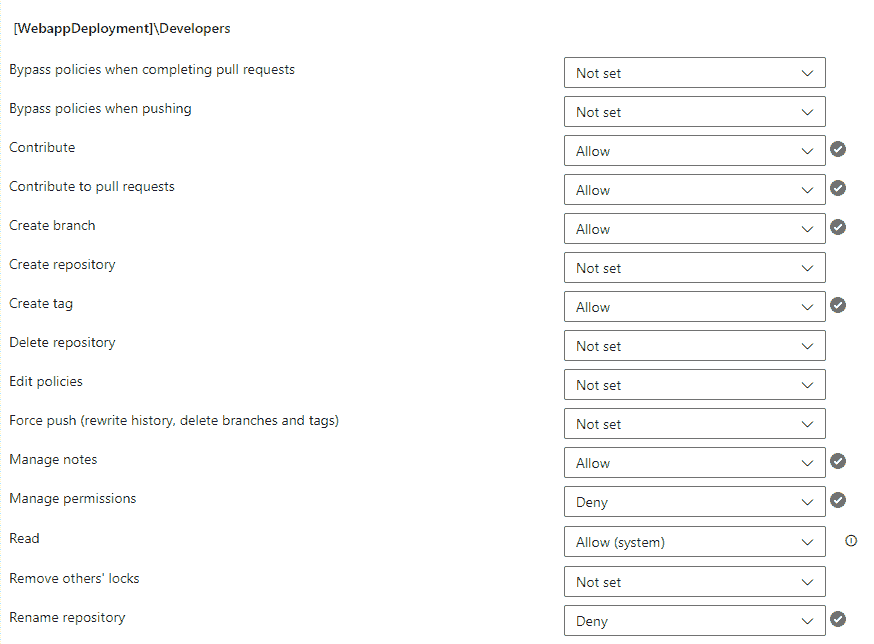 [WebappDeployment]\Developers
Bypass policies when completing pull requests Not set
Bypass policies when pushing Not set
Contribute Allow
Contribute to pull requests Allow
Create branch Allow
Create repository Not set
Create tag Allow
Delete repository Not set
Edit policies Not set
Force push (rewrite history, delete branches and tags) Not set
Manage notes Allow
Manage permissions Deny
Read Allow (system)
Remove others' locks Not set
Rename repository Deny